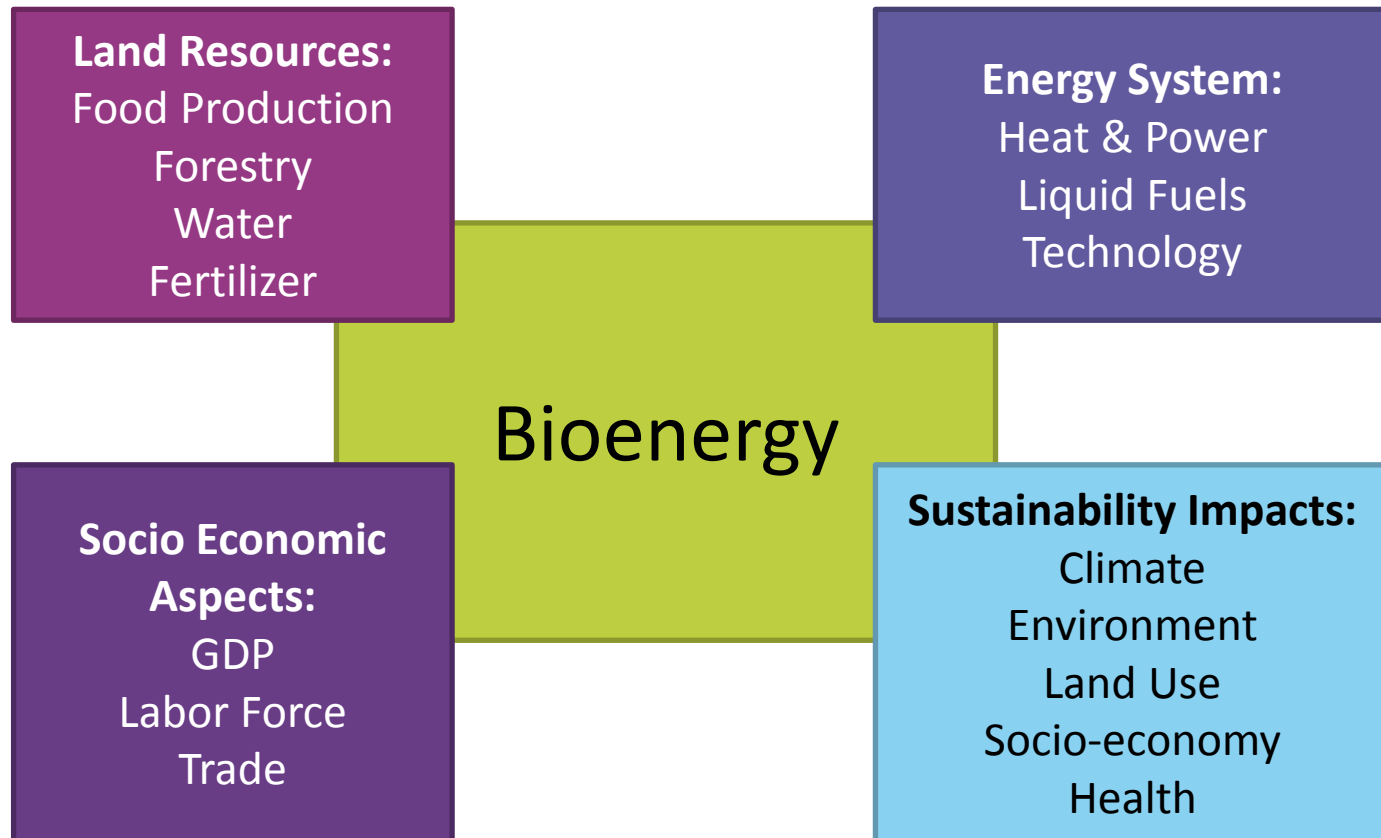 Land Resources:
Food Production
Forestry
Water
Fertilizer
Energy System:
Heat & Power
Liquid Fuels
Technology
Bioenergy
Socio Economic
Aspects:
GDP
Labor Force
Trade
Sustainability Impacts:
Climate
Environment
Land Use
Socio-economy
Health